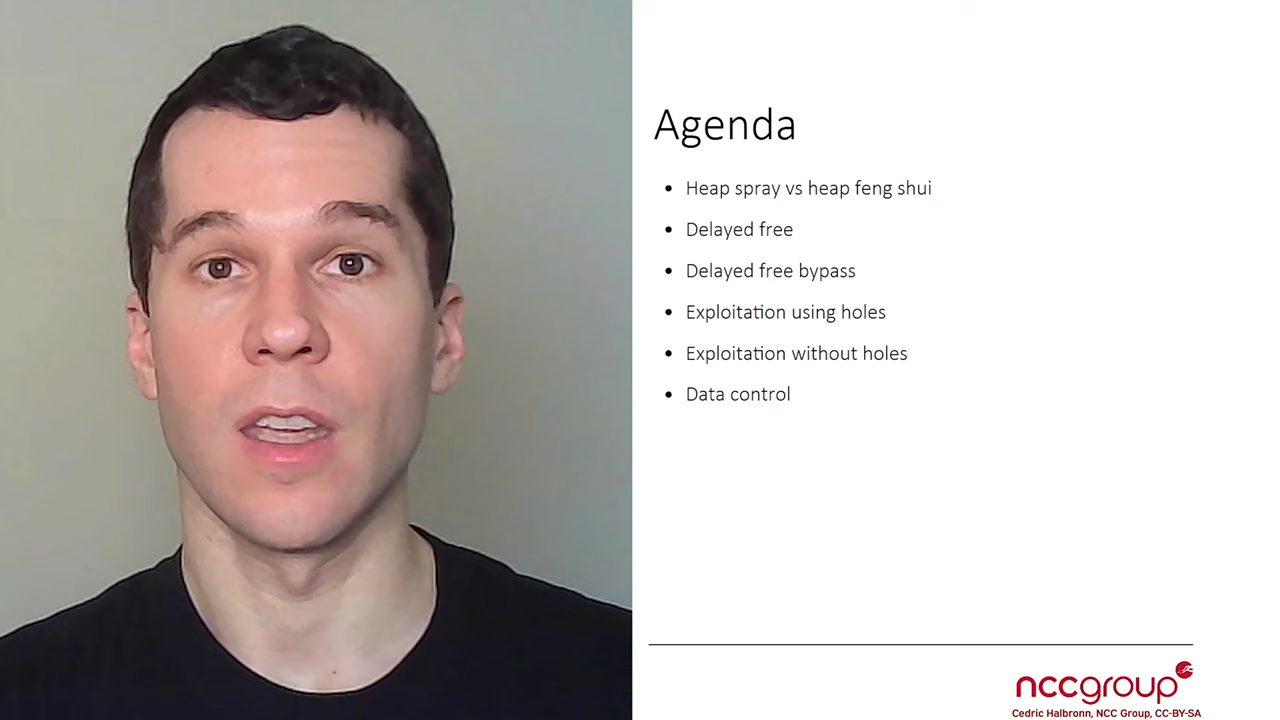 Agenda
• Heap spray vs heap feng shui
• Delayed free
• Delayed free bypass
• Exploitation using holes
• Exploitation without holes
• Data control
nccgroup
Cedric Halbronn, NCC Group, CC-BY-SA